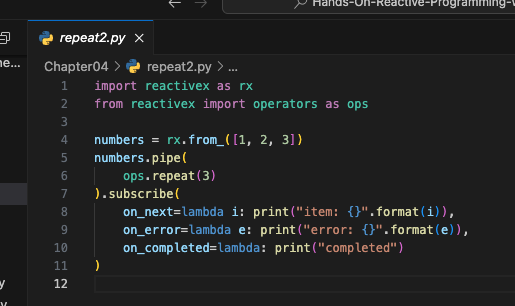 Hands-On-Reactive-Programming-
repeat2.py
ne...
Chapter04 > repeat2.py > ...
1 import reactivex as rx
2 from reactivex import operators as ops
3
4 numbers = rx.from_([1, 2, 3])
5 numbers.pipe(
6     ops.repeat(3)
7 ).subscribe(
8     on_next=lambda i: print("item: {}".format(i)),
9     on_error=lambda e: print("error: {}".format(e)),
10     on_completed=lambda: print("completed")
11 )
12
y